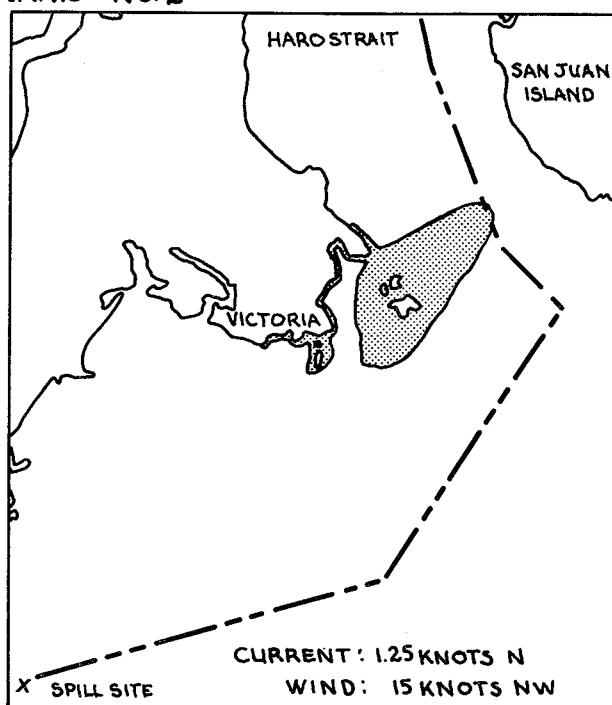 HARO STRAIT
SAN JUAN
ISLAND
VICTORIA
CURRENT: 1.25 KNOTS N
X SPILL SITE
WIND: 15 KNOTS NW